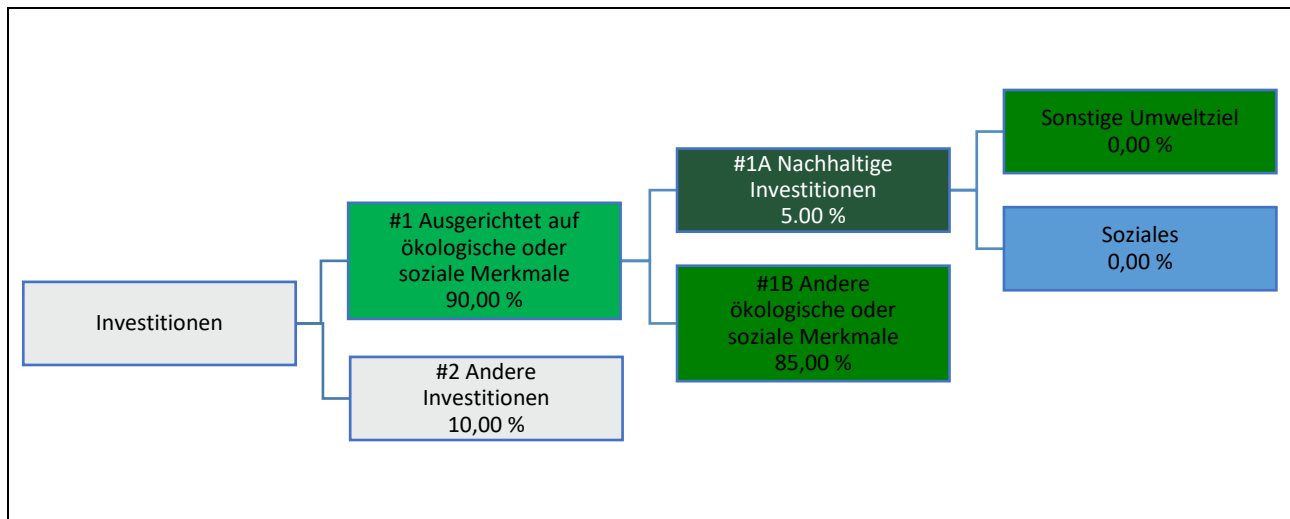 Investitionen
#1 Ausgerichtet auf
ökologische oder
soziale Merkmale
90,00 %
#2 Andere
Investitionen
10,00 %
#1A Nachhaltige
Investitionen
5.00 %
#1B Andere
ökologische oder
soziale Merkmale
85,00 %
Sonstige Umweltziel
0,00 %
Soziales
0,00 %